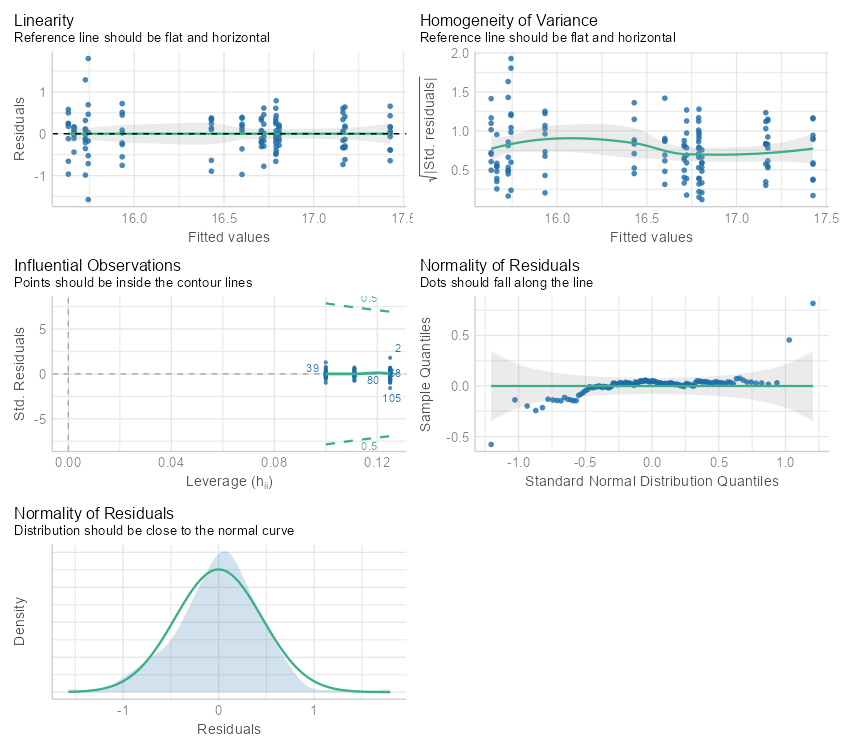 Linearity
Reference line should be flat and horizontal
Residuals
1
0
-1
16.0
16.5
17.0
17.5
Fitted values
Homogeneity of Variance
Reference line should be flat and horizontal
√|Std. residuals|
2.0
1.5
1.0
0.5
16.0
16.5
17.0
17.5
Fitted values
Influential Observations
Points should be inside the contour lines
Std. Residuals
5
0
-5
0.5
2
39
68
80
105
0.5
0.00
0.04
0.08
0.12
Leverage (hii)
Normality of Residuals
Dots should fall along the line
Sample Quantiles
0.5
0.0
-0.5
-1.0
-0.5
0.0
0.5
1.0
Standard Normal Distribution Quantiles
Normality of Residuals
Distribution should be close to the normal curve
Density
-1
0
1
Residuals